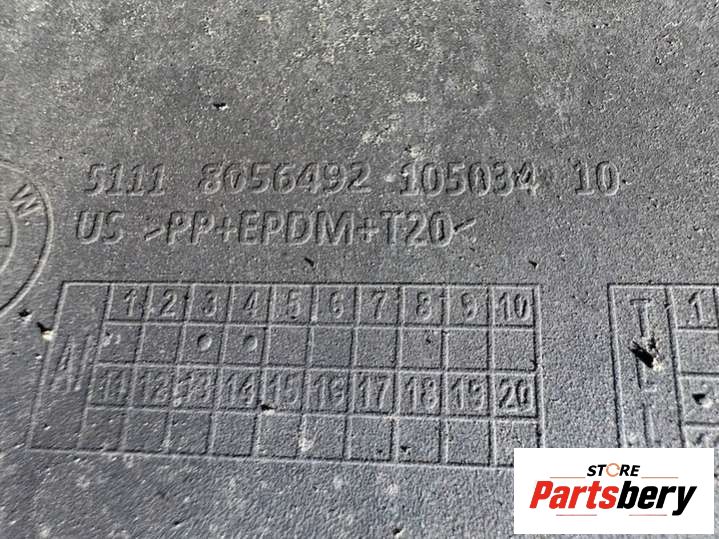 5111 8056492 105034 10
US >PP+EPDM+T20<
W
1 2 3 4 5 6 7 8 9 10
11 12 13 14 15 16 17 18 19 20
1
STORE
Partsbery